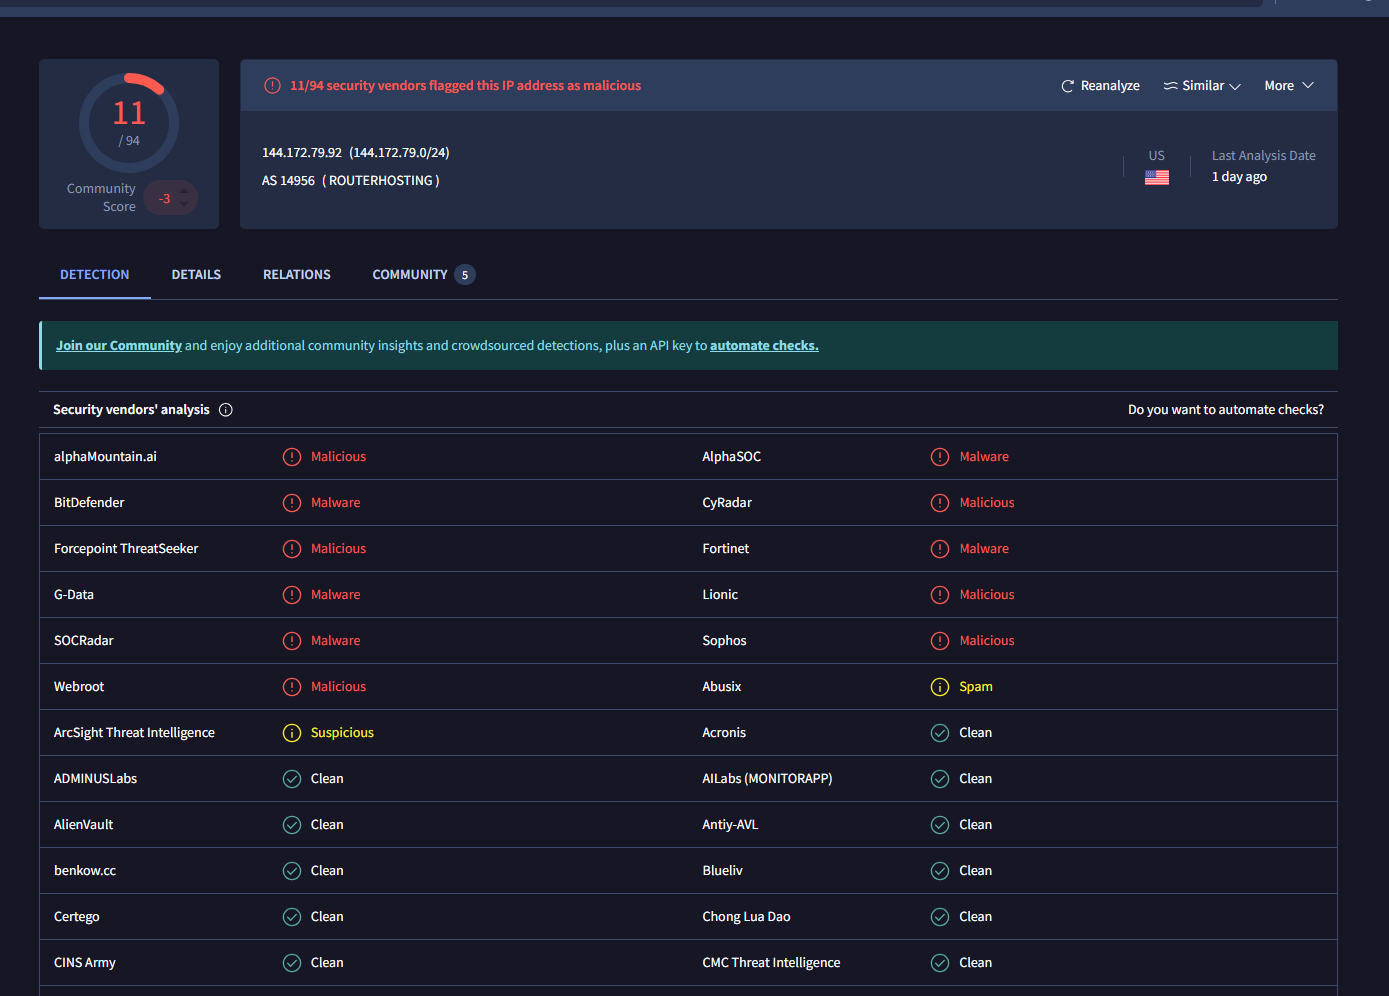 11
/ 94
Community
Score
-3
11/94 security vendors flagged this IP address as malicious
Reanalyze
Similar
More
144.172.79.92 (144.172.79.0/24)
AS 14956 ( ROUTERHOSTING )
US
Last Analysis Date
1 day ago
DETECTION
DETAILS
RELATIONS
COMMUNITY 5
Join our Community and enjoy additional community insights and crowdsourced detections, plus an API key to automate checks.
Security vendors' analysis
Do you want to automate checks?
alphaMountain.ai Malicious AlphaSOC Malware
BitDefender Malware CyRadar Malicious
Forcepoint ThreatSeeker Malicious Fortinet Malware
G-Data Malware Lionic Malicious
SOCRadar Malware Sophos Malicious
Webroot Malicious Abusix Spam
ArcSight Threat Intelligence Suspicious Acronis Clean
ADMINUSLabs Clean AILabs (MONITORAPP) Clean
AlienVault Clean Antiy-AVL Clean
benkow.cc Clean Blueliv Clean
Certego Clean Chong Lua Dao Clean
CINS Army Clean CMC Threat Intelligence Clean